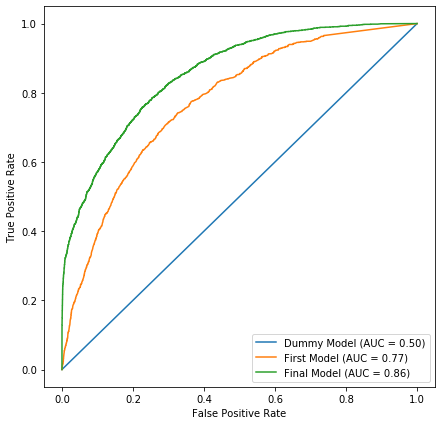 1.0
0.8
0.6
0.4
0.2
0.0
True Positive Rate
0.0 0.2 0.4 0.6 0.8 1.0
False Positive Rate
Dummy Model (AUC = 0.50)
First Model (AUC = 0.77)
Final Model (AUC = 0.86)